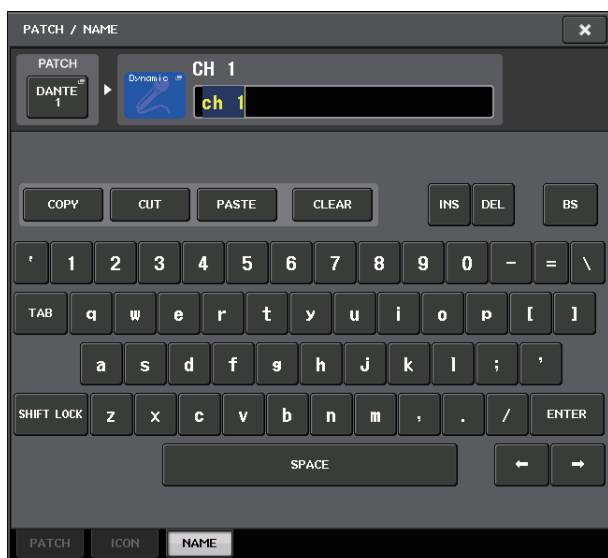 PATCH / NAME
PATCH
DANTE
1
Dynamic
CH 1
ch 1
COPY CUT PASTE CLEAR INS DEL BS
' 1 2 3 4 5 6 7 8 9 0 - = \
TAB q w e r t y u i o p [ ]
a s d f g h j k l ; '
SHIFT LOCK z x c v b n m , . / ENTER
SPACE ← →
PATCH ICON NAME